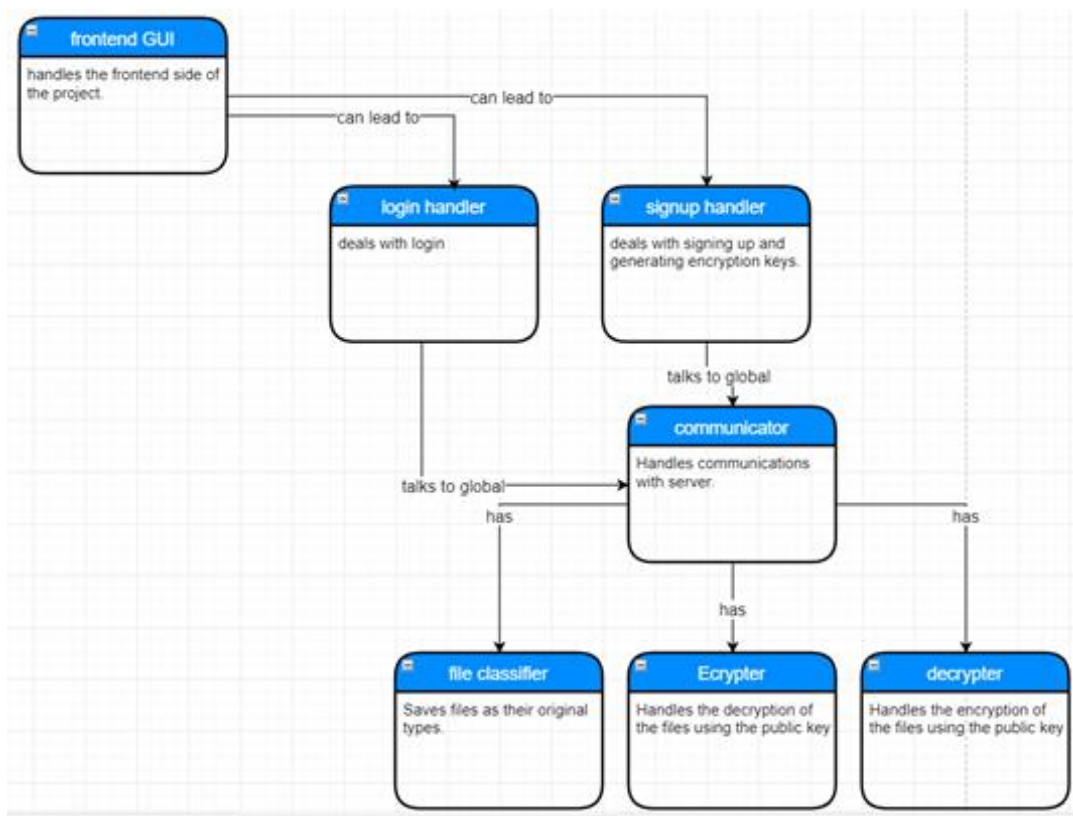 frontend GUI
handles the frontend side of
the project.
can lead to
can lead to
login handler
deals with login
signup handler
deals with signing up and
generating encryption keys.
talks to global
communicator
Handles communications
with server.
talks to global
has
has
has
file classifier
Saves files as their original
types.
Ecrypter
Handles the decryption of
the files using the public key
decrypter
Handles the encryption of
the files using the public key